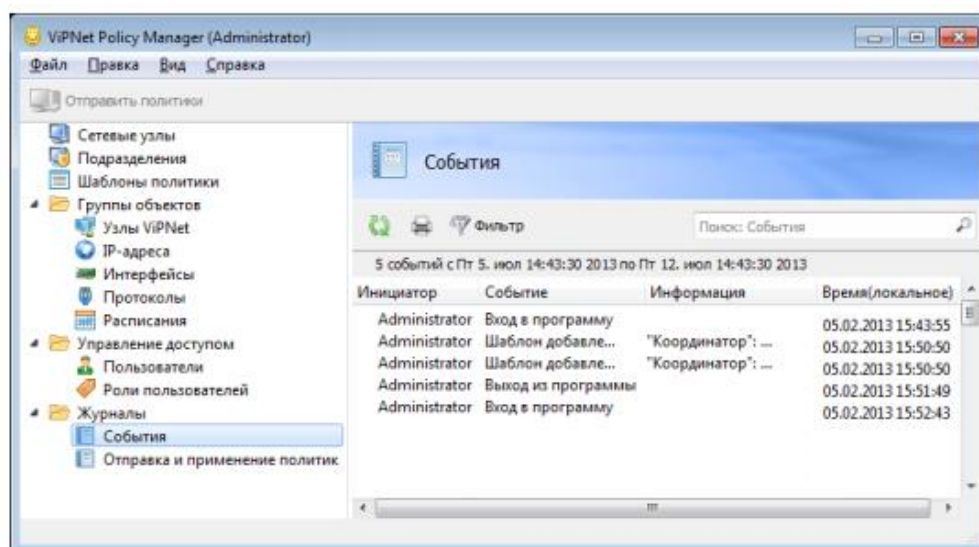 ViPNet Policy Manager (Administrator)
Файл Правка Вид Справка
Отправить политики
Сетевые узлы
Подразделения
Шаблоны политики
Группы объектов
Узлы ViPNet
IP-адреса
Интерфейсы
Протоколы
Расписания
Управление доступом
Пользователи
Роли пользователей
Журналы
События
Отправка и применение политик
События
Фильтр Поиск: События
5 событий с Пт 5. июл 14:43:30 2013 по Пт 12. июл 14:43:30 2013
Инициатор Событие Информация Время(локальное)
Administrator Вход в программу 05.02.2013 15:43:55
Administrator Шаблон добавле... "Координатор": ... 05.02.2013 15:50:50
Administrator Шаблон добавле... "Координатор": ... 05.02.2013 15:50:50
Administrator Выход из программы 05.02.2013 15:51:49
Administrator Вход в программу 05.02.2013 15:52:43